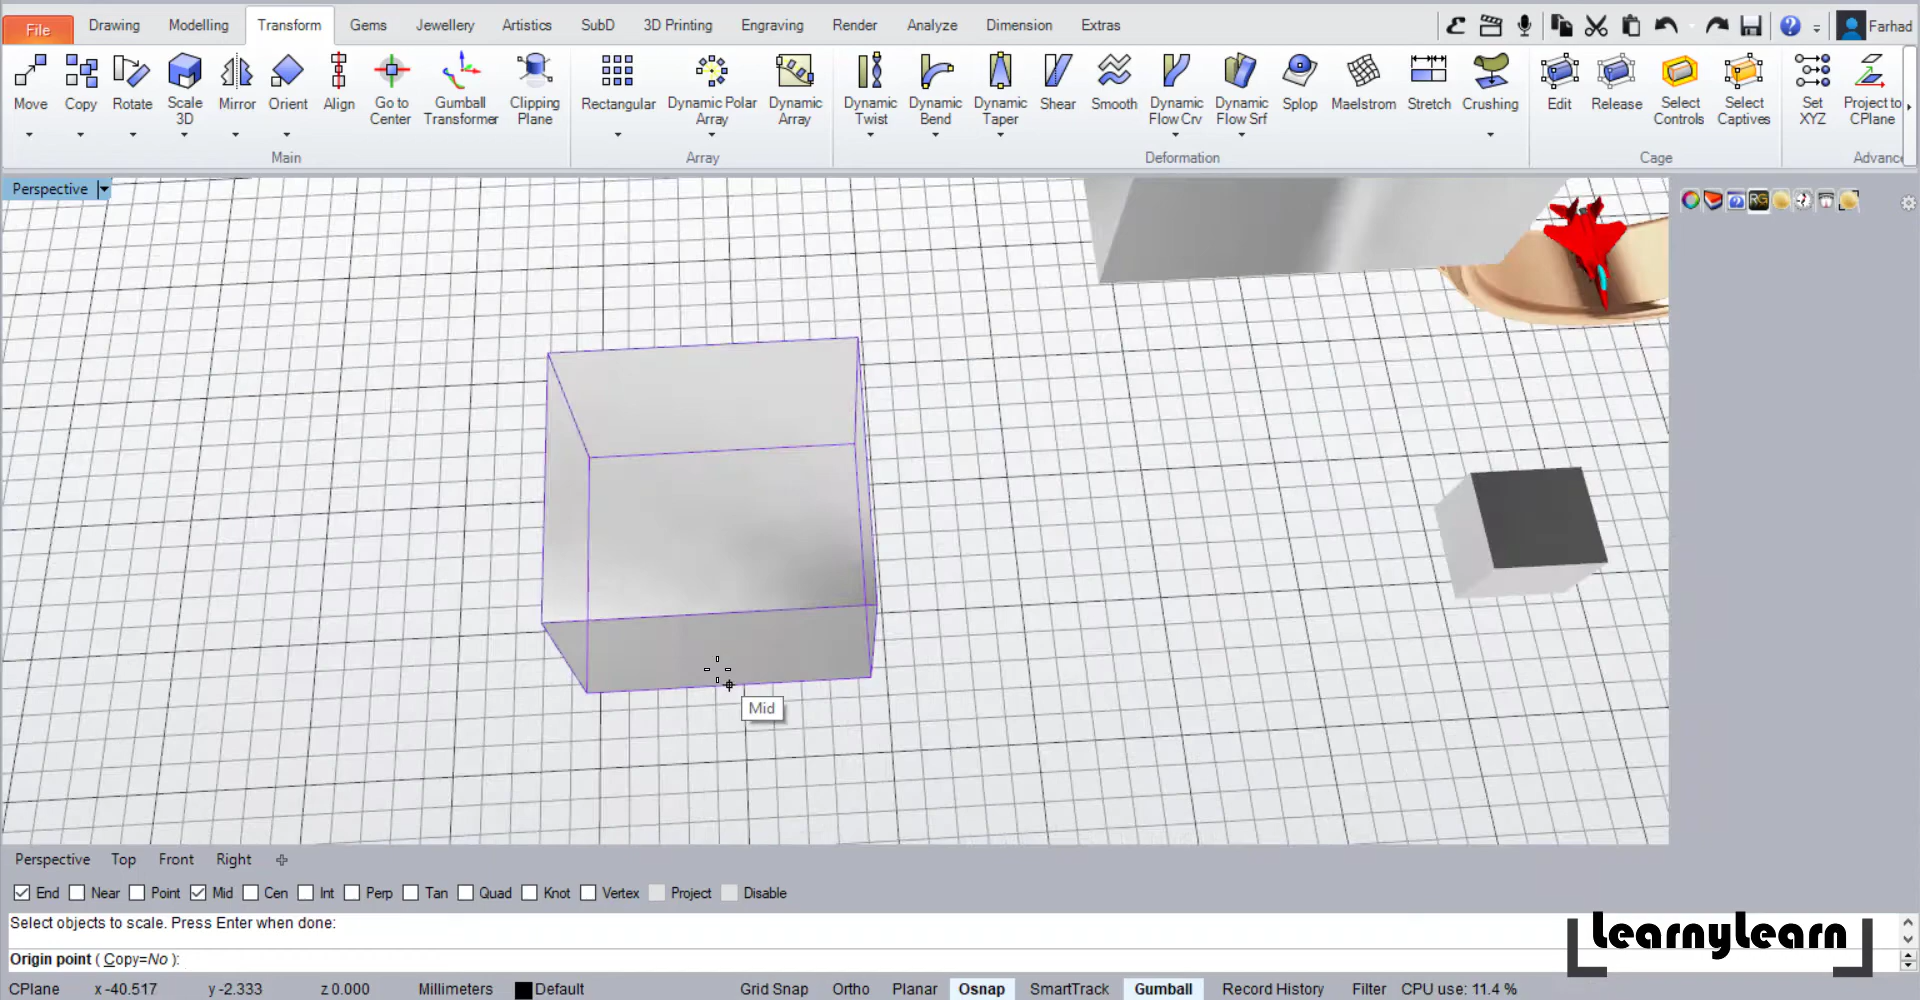 File
Drawing
Modelling
Transform
Gems
Jewellery
Artistics
SubD
3D Printing
Engraving
Render
Analyze
Dimension
Extras
Farhad
Move
Copy
Rotate
Scale
3D
Mirror
Orient
Align
Go to
Center
Gumball
Transformer
Clipping
Plane
Rectangular
Dynamic Polar
Array
Dynamic
Array
Dynamic
Twist
Dynamic
Bend
Dynamic
Taper
Shear
Smooth
Dynamic
Flow Crv
Dynamic
Flow Srf
Splop
Maelstrom
Stretch
Crushing
Edit
Release
Select
Controls
Select
Captives
Set
XYZ
Project to
CPlane
Main
Array
Deformation
Cage
Advanc
Perspective
RG
Mid
Perspective
Top
Front
Right
End
Near
Point
Mid
Cen
Int
Perp
Tan
Quad
Knot
Vertex
Project
Disable
Select objects to scale. Press Enter when done:
Origin point ( Copy=No ):
LearnyLearn
CPlane
x -40.517
y -2.333
z 0.000
Millimeters
Default
Grid Snap
Ortho
Planar
Osnap
SmartTrack
Gumball
Record History
Filter
CPU use: 11.4 %